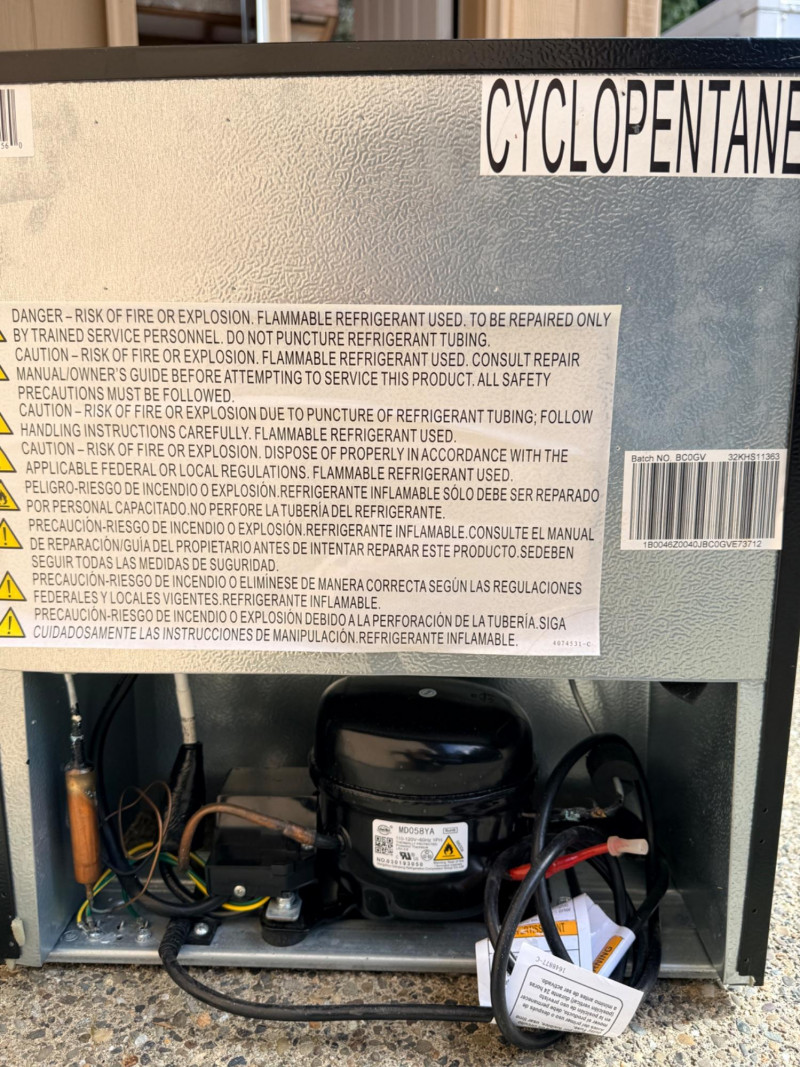 CYCLOPENTANE
DANGER – RISK OF FIRE OR EXPLOSION. FLAMMABLE REFRIGERANT USED. TO BE REPAIRED ONLY
BY TRAINED SERVICE PERSONNEL. DO NOT PUNCTURE REFRIGERANT TUBING.
CAUTION – RISK OF FIRE OR EXPLOSION. FLAMMABLE REFRIGERANT USED. CONSULT REPAIR
MANUAL/OWNER'S GUIDE BEFORE ATTEMPTING TO SERVICE THIS PRODUCT. ALL SAFETY
PRECAUTIONS MUST BE FOLLOWED.
CAUTION – RISK OF FIRE OR EXPLOSION DUE TO PUNCTURE OF REFRIGERANT TUBING; FOLLOW
HANDLING INSTRUCTIONS CAREFULLY. FLAMMABLE REFRIGERANT USED.
CAUTION – RISK OF FIRE OR EXPLOSION. DISPOSE OF PROPERLY IN ACCORDANCE WITH THE
APPLICABLE FEDERAL OR LOCAL REGULATIONS. FLAMMABLE REFRIGERANT USED.
PELIGRO-RIESGO DE INCENDIO O EXPLOSIÓN.REFRIGERANTE INFLAMABLE SÓLO DEBE SER REPARADO
POR PERSONAL CAPACITADO.NO PERFORE LA TUBERÍA DEL REFRIGERANTE.
PRECAUCIÒN-RIESGO DE INCENDIO O EXPLOSIÓN.REFRIGERANTE INFLAMABLE.CONSULTE EL MANUAL
DE REPARACIÓN/GUÍA DEL PROPIETARIO ANTES DE INTENTAR REPARAR ESTE PRODUCTO.SEDEBEN
SEGUIR TODAS LAS MEDIDAS DE SUGURIDAD.
PRECAUCIÓN-RIESGO DE INCENDIO O ELIMÍNESE DE MANERA CORRECTA SEGÚN LAS REGULACIONES
FEDERALES Y LOCALES VIGENTES.REFRIGERANTE INFLAMABLE.
PRECAUCIÓN-RIESGO DE INCENDIO O EXPLOSIÓN DEBIDO A LA PERFORACIÓN DE LA TUBERÍA.SIGA
CUIDADOSAMENTE LAS INSTRUCCIONES DE MANIPULACIÓN.REFRIGERANTE INFLAMABLE.
4074531-C
Batch NO. BC0GV 32KHS11363
1B0046Z0040JBC0GVE73712
MD058YA
1646877-C